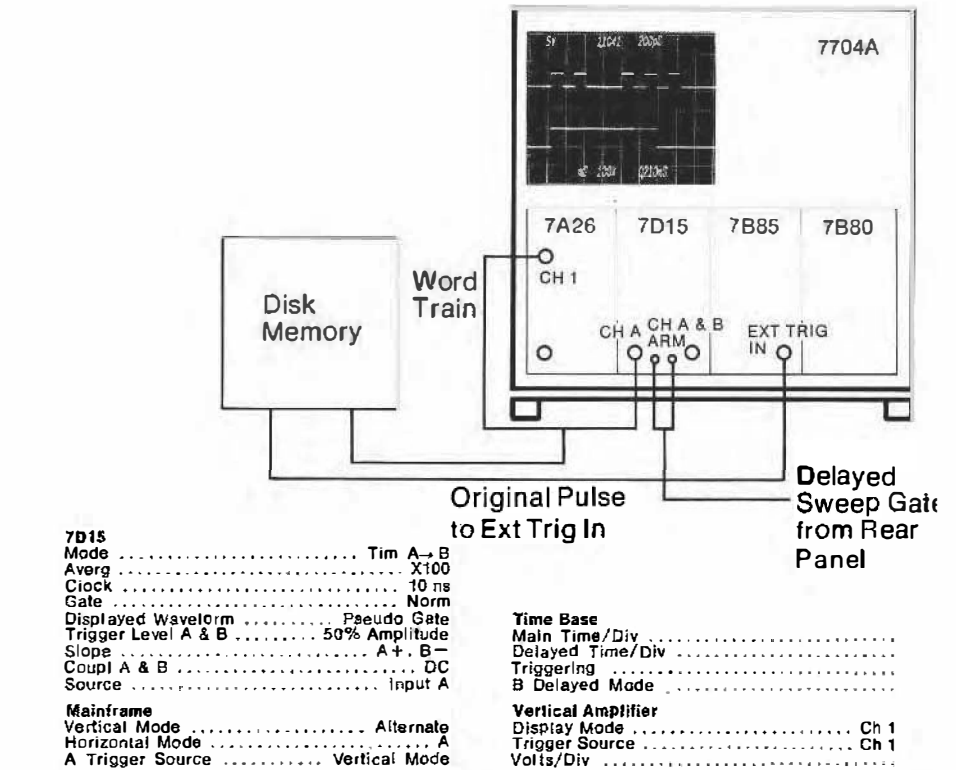 7704A
5V 200µS
100X
7A26 7D15 7B85 7B80
CH 1
Word
Train
Disk
Memory
CH A CH A & B
ARM
EXT TRIG
IN
Original Pulse
to Ext Trig In
Delayed
Sweep Gate
from Rear
Panel
7D15
Mode .......................... Tim A→B
Averg .............................. X100
Clock .............................. 10 ns
Gate .............................. Norm
Displayed Waveform .......... Pseudo Gate
Trigger Level A & B ......... 50% Amplitude
Slope .......................... A+, B−
Coupl A & B .......................... DC
Source .......................... Input A
Mainframe
Vertical Mode .................. Alternate
Horizontal Mode ........................ A
A Trigger Source ........... Vertical Mode
Time Base
Main Time/Div ..........................
Delayed Time/Div ........................
Triggering ..............................
B Delayed Mode ..........................
Vertical Amplifier
Display Mode ........................ Ch 1
Trigger Source ...................... Ch 1
Volts/Div ..............................